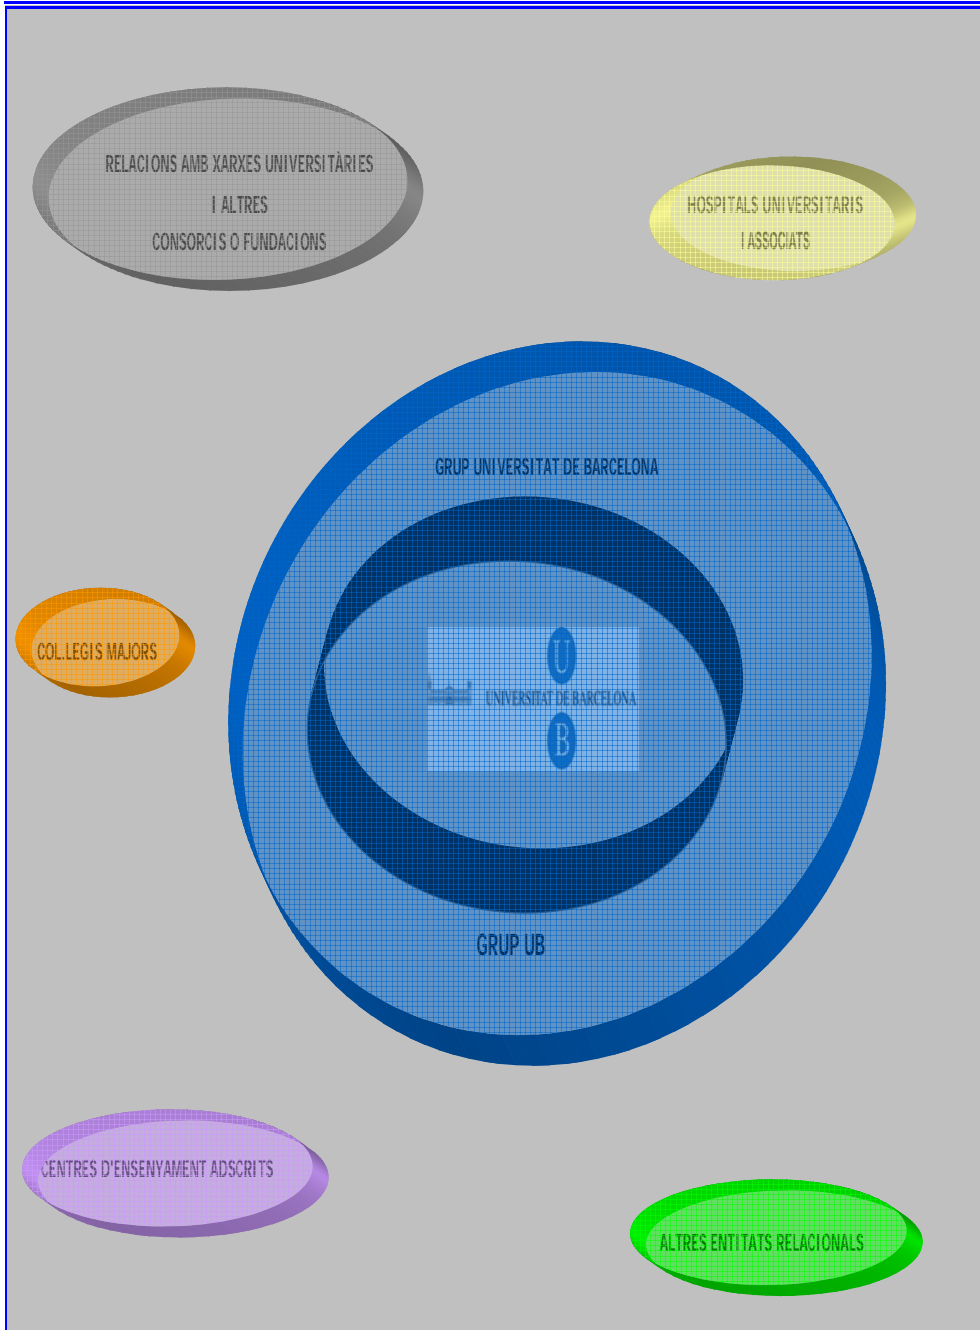 RELACIONS AMB XARXES UNIVERSITÀRIES
I ALTRES
CONSORCIS O FUNDACIONS
HOSPITALS UNIVERSITARIS
I ASSOCIATS
GRUP UNIVERSITAT DE BARCELONA
COL.LEGIS MAJORS
U
UNIVERSITAT DE BARCELONA
B
GRUP UB
CENTRES D'ENSENYAMENT ADSCRITS
ALTRES ENTITATS RELACIONALS